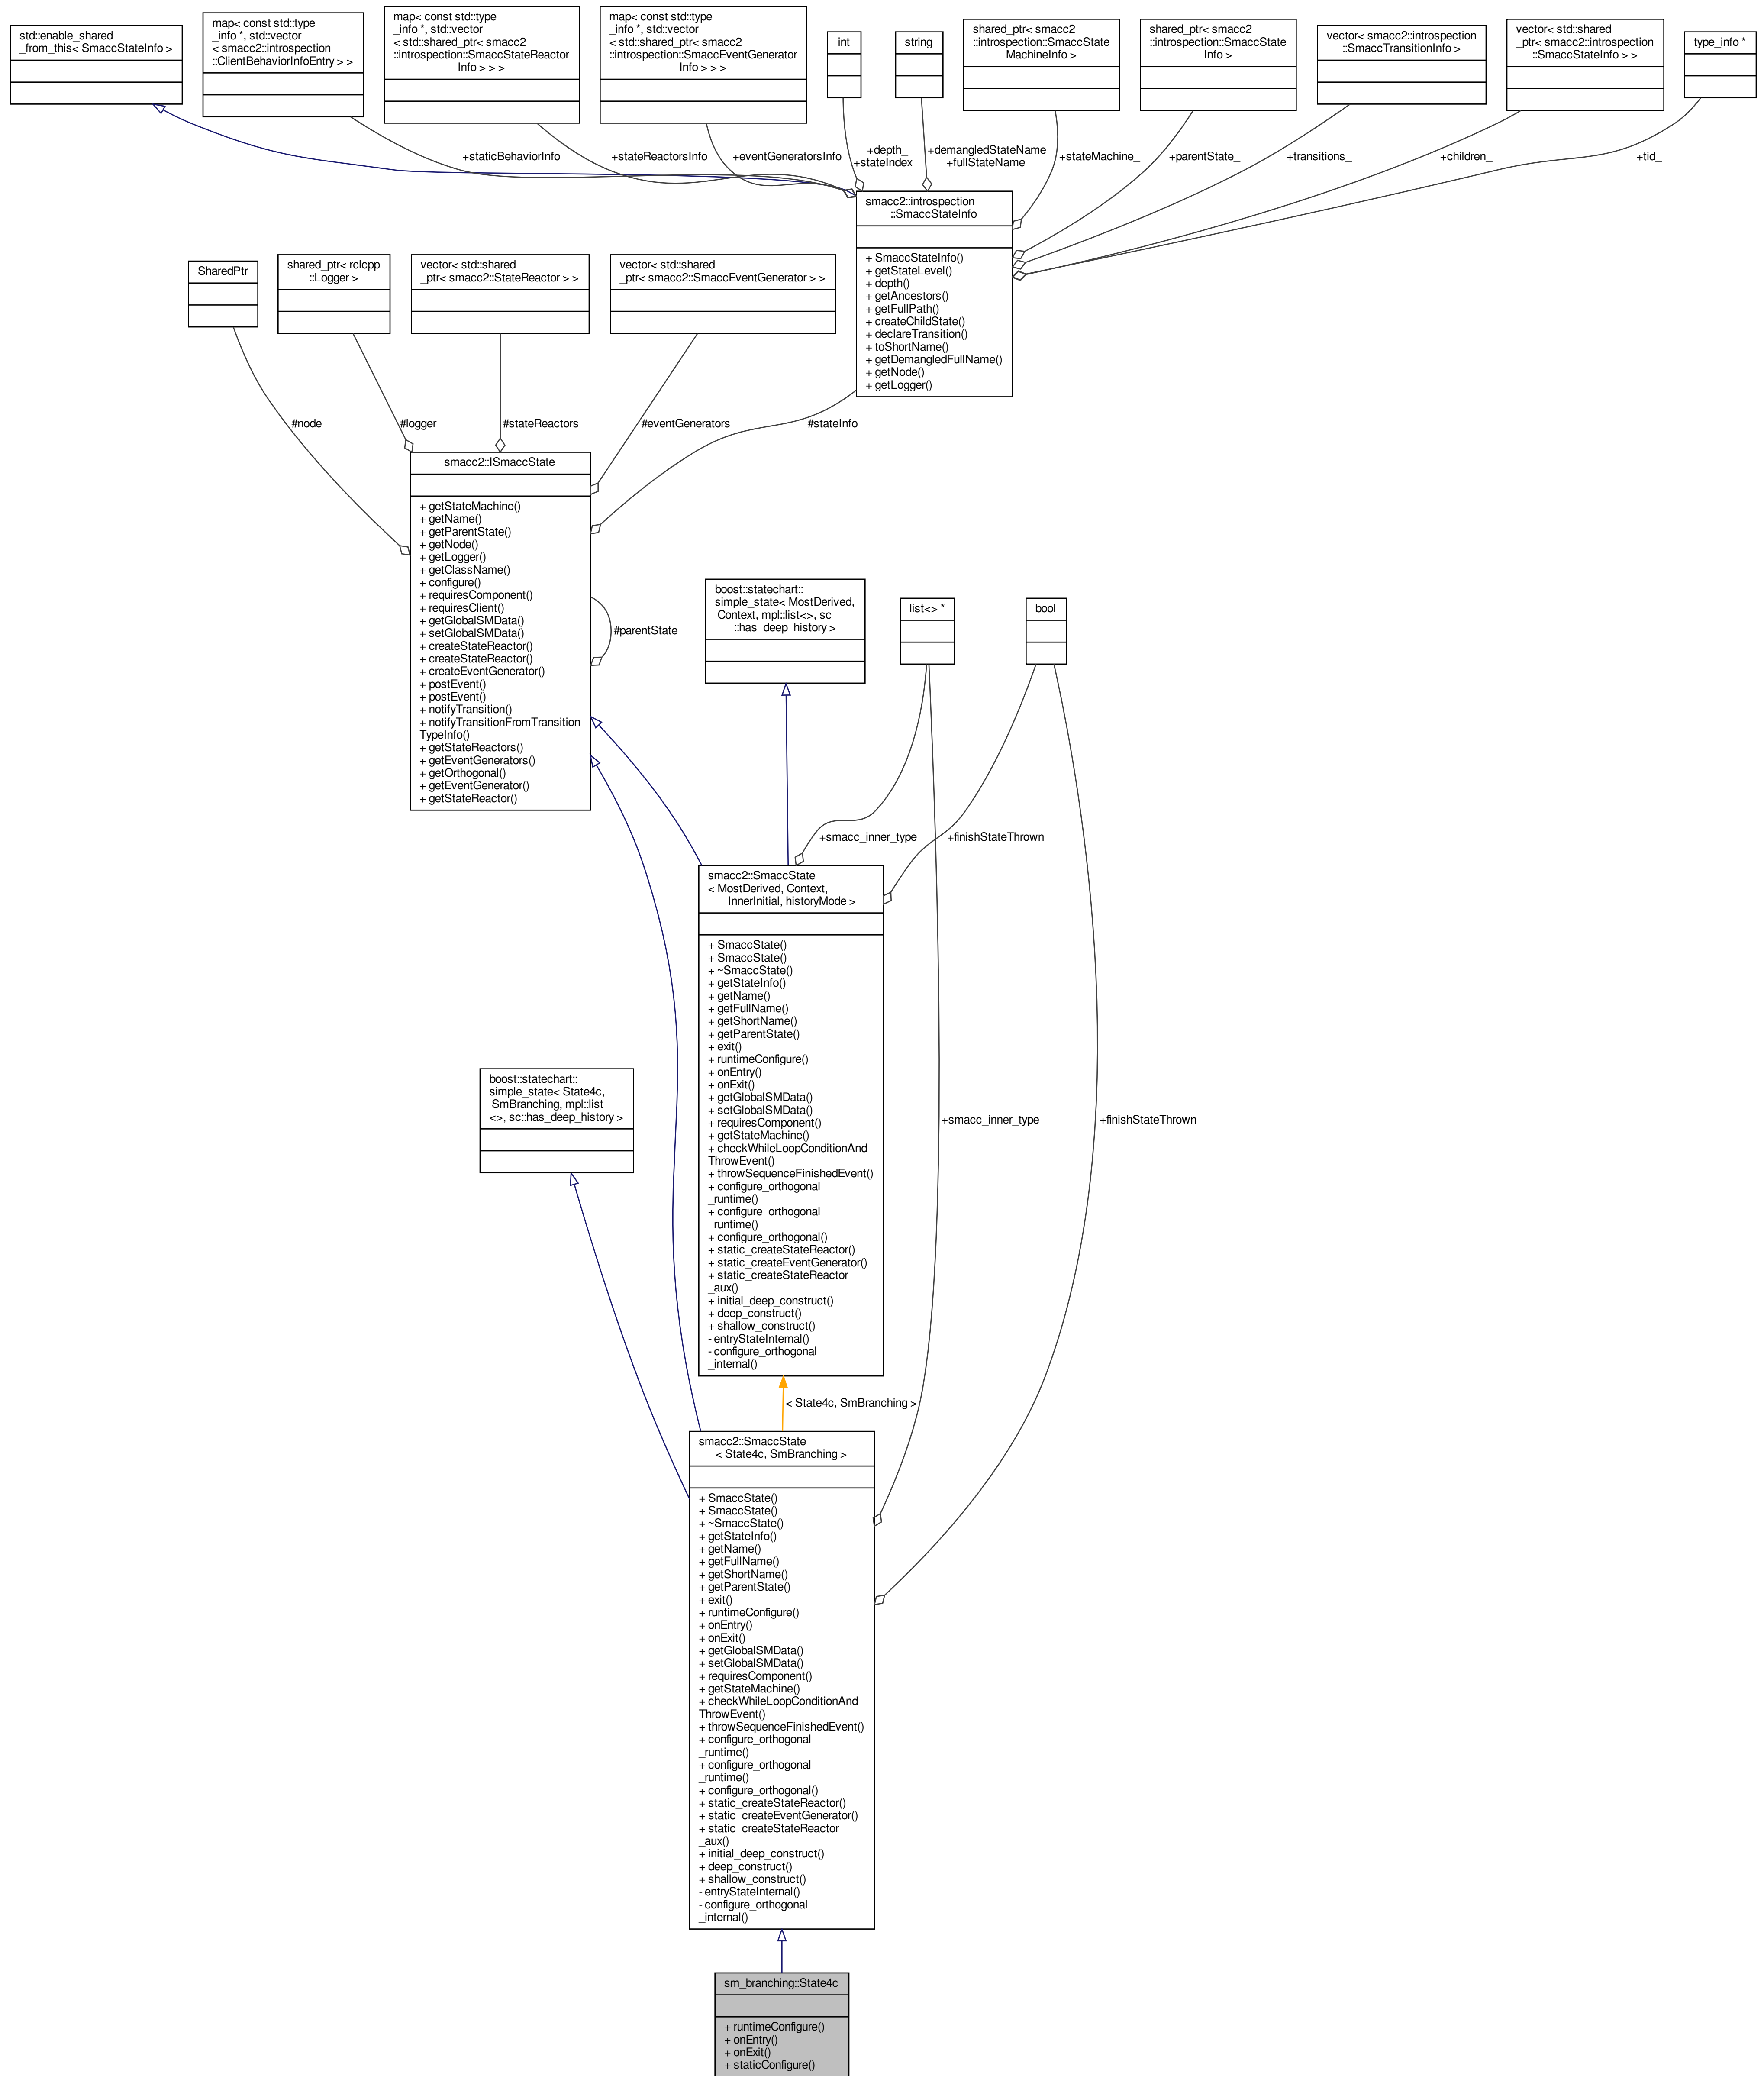 std::enable_shared
_from_this< SmaccStateInfo >
map< const std::type
_info *, std::vector
< smacc2::introspection
::ClientBehaviorInfoEntry > >
map< const std::type
_info *, std::vector
< std::shared_ptr< smacc2
::introspection::SmaccStateReactor
Info > > >
map< const std::type
_info *, std::vector
< std::shared_ptr< smacc2
::introspection::SmaccEventGenerator
Info > > >
int
string
shared_ptr< smacc2
::introspection::SmaccState
MachineInfo >
shared_ptr< smacc2
::introspection::SmaccState
Info >
vector< smacc2::introspection
::SmaccTransitionInfo >
vector< std::shared
_ptr< smacc2::introspection
::SmaccStateInfo > >
type_info *
+staticBehaviorInfo
+stateReactorsInfo
+eventGeneratorsInfo
+depth_
+stateIndex_
+demangledStateName
+fullStateName
+stateMachine_
+parentState_
+transitions_
+children_
+tid_
smacc2::introspection
::SmaccStateInfo
+ SmaccStateInfo()
+ getStateLevel()
+ depth()
+ getAncestors()
+ getFullPath()
+ createChildState()
+ declareTransition()
+ toShortName()
+ getDemangledFullName()
+ getNode()
+ getLogger()
SharedPtr
shared_ptr< rclcpp
::Logger >
vector< std::shared
_ptr< smacc2::StateReactor > >
vector< std::shared
_ptr< smacc2::SmaccEventGenerator > >
#node_
#logger_
#stateReactors_
#eventGenerators_
#stateInfo_
smacc2::ISmaccState
+ getStateMachine()
+ getName()
+ getParentState()
+ getNode()
+ getLogger()
+ getClassName()
+ configure()
+ requiresComponent()
+ requiresClient()
+ getGlobalSMData()
+ setGlobalSMData()
+ createStateReactor()
+ createStateReactor()
+ createEventGenerator()
+ postEvent()
+ postEvent()
+ notifyTransition()
+ notifyTransitionFromTransition
TypeInfo()
+ getStateReactors()
+ getEventGenerators()
+ getOrthogonal()
+ getEventGenerator()
+ getStateReactor()
#parentState_
boost::statechart::
simple_state< MostDerived,
Context, mpl::list<>, sc
::has_deep_history >
list<> *
bool
+smacc_inner_type
+finishStateThrown
smacc2::SmaccState
< MostDerived, Context,
InnerInitial, historyMode >
+ SmaccState()
+ SmaccState()
+ ~SmaccState()
+ getStateInfo()
+ getName()
+ getFullName()
+ getShortName()
+ getParentState()
+ exit()
+ runtimeConfigure()
+ onEntry()
+ onExit()
+ getGlobalSMData()
+ setGlobalSMData()
+ requiresComponent()
+ getStateMachine()
+ checkWhileLoopConditionAnd
ThrowEvent()
+ throwSequenceFinishedEvent()
+ configure_orthogonal
_runtime()
+ configure_orthogonal
_runtime()
+ configure_orthogonal()
+ static_createStateReactor()
+ static_createEventGenerator()
+ static_createStateReactor
_aux()
+ initial_deep_construct()
+ deep_construct()
+ shallow_construct()
- entryStateInternal()
- configure_orthogonal
_internal()
boost::statechart::
simple_state< State4c,
SmBranching, mpl::list
<>, sc::has_deep_history >
+smacc_inner_type
+finishStateThrown
< State4c, SmBranching >
smacc2::SmaccState
< State4c, SmBranching >
+ SmaccState()
+ SmaccState()
+ ~SmaccState()
+ getStateInfo()
+ getName()
+ getFullName()
+ getShortName()
+ getParentState()
+ exit()
+ runtimeConfigure()
+ onEntry()
+ onExit()
+ getGlobalSMData()
+ setGlobalSMData()
+ requiresComponent()
+ getStateMachine()
+ checkWhileLoopConditionAnd
ThrowEvent()
+ throwSequenceFinishedEvent()
+ configure_orthogonal
_runtime()
+ configure_orthogonal
_runtime()
+ configure_orthogonal()
+ static_createStateReactor()
+ static_createEventGenerator()
+ static_createStateReactor
_aux()
+ initial_deep_construct()
+ deep_construct()
+ shallow_construct()
- entryStateInternal()
- configure_orthogonal
_internal()
sm_branching::State4c
+ runtimeConfigure()
+ onEntry()
+ onExit()
+ staticConfigure()